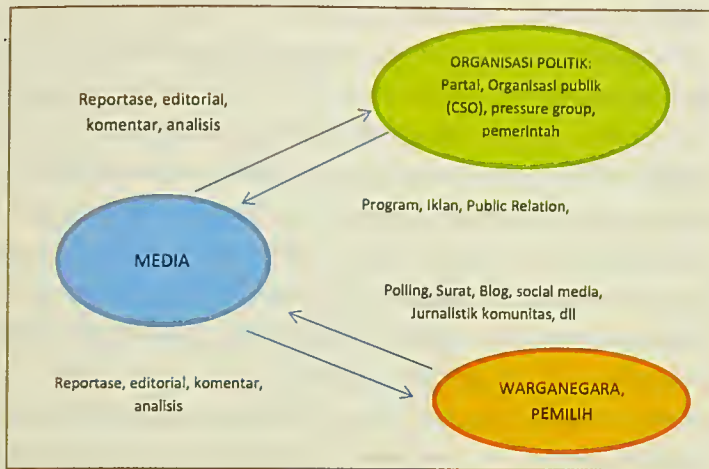 ORGANISASI POLITIK:
Partai, Organisasi publik
(CSO), pressure group,
pemerintah
Reportase, editorial,
komentar, analisis
Program, Iklan, Public Relation,
MEDIA
Polling, Surat, Blog, social media,
Jurnalistik komunitas, dll
Reportase, editorial, komentar,
analisis
WARGANEGARA,
PEMILIH